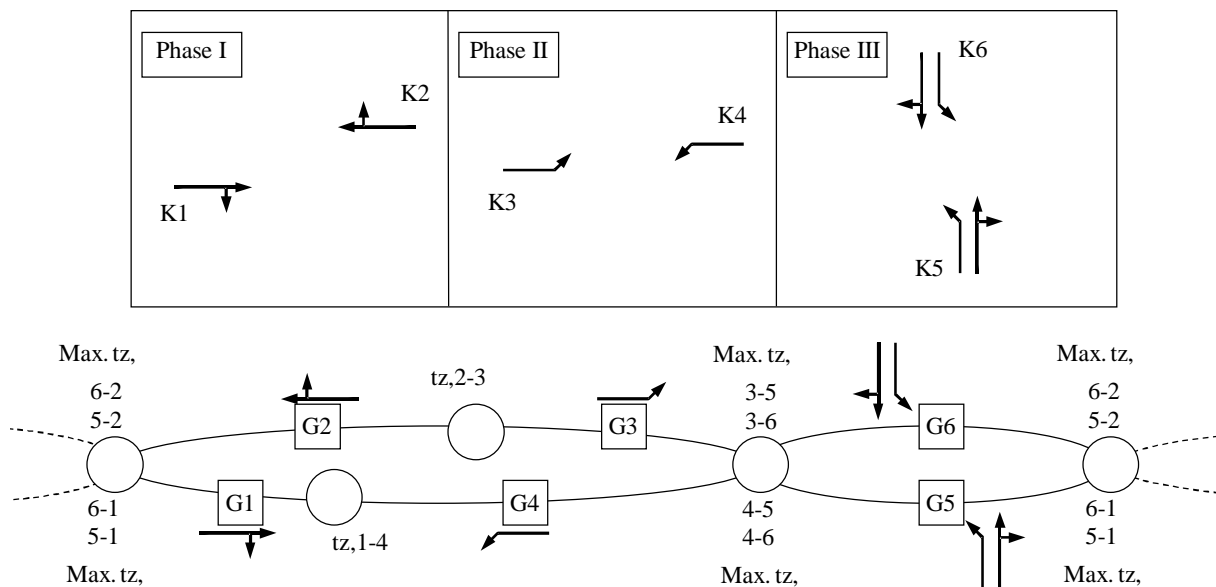 Phase I
Phase II
Phase III
K6
K2
K4
K1
K3
K5
Max. tz,
6-2
5-2
tz,2-3
Max. tz,
3-5
3-6
Max. tz,
6-2
5-2
G2
G3
G6
G1
G4
G5
6-1
5-1
Max. tz,
tz,1-4
4-5
4-6
Max. tz,
6-1
5-1
Max. tz,